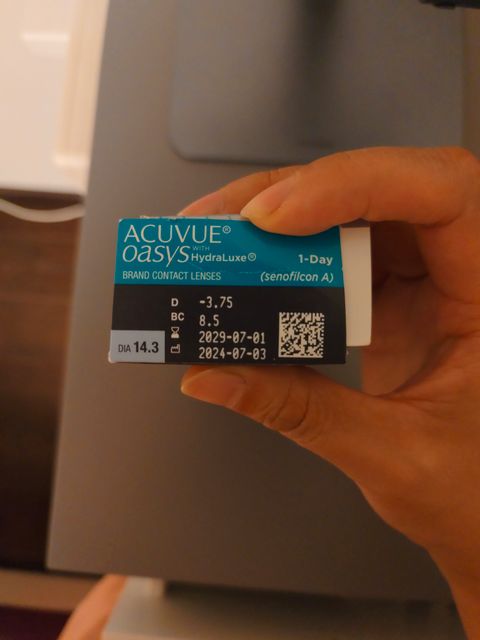 ACUVUE®
oasys WITH HydraLuxe® 1-Day
BRAND CONTACT LENSES (senofilcon A)
D -3.75
BC 8.5
2029-07-01
DIA 14.3 2024-07-03